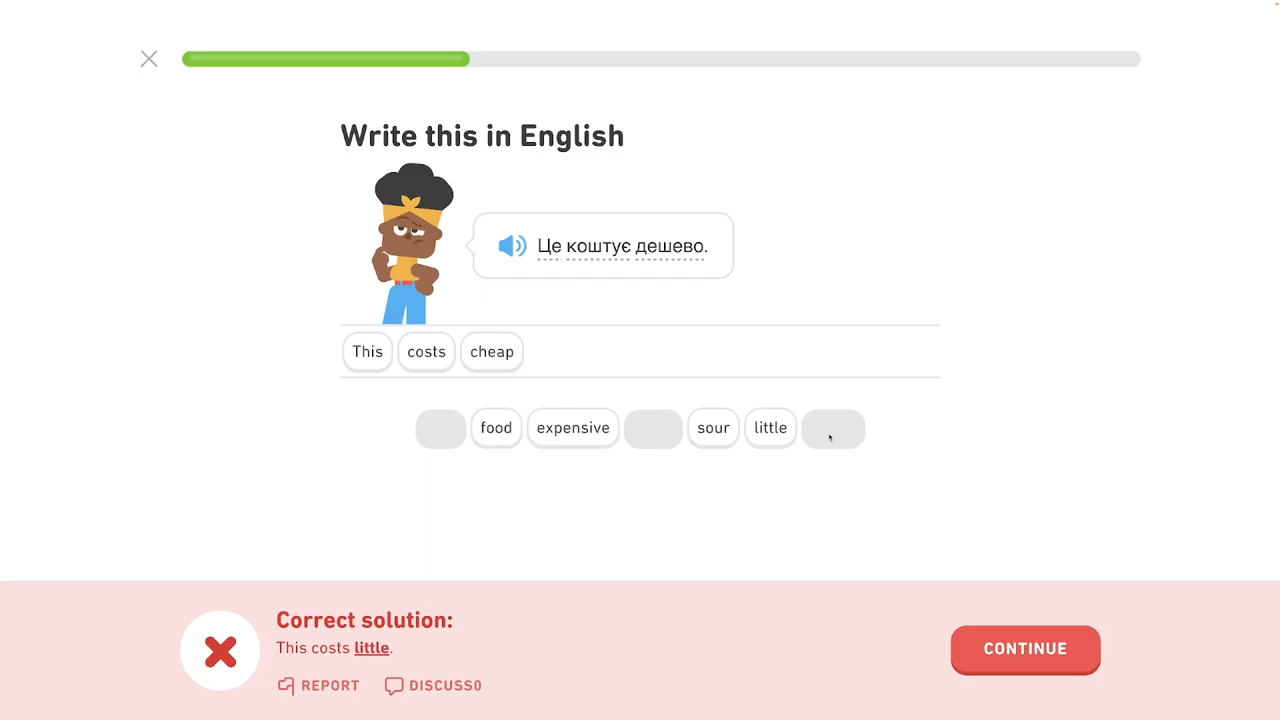 Write this in English
Це коштує дешево.
This costs cheap
food expensive sour little
Correct solution:
This costs little.
REPORT DISCUSS0
CONTINUE